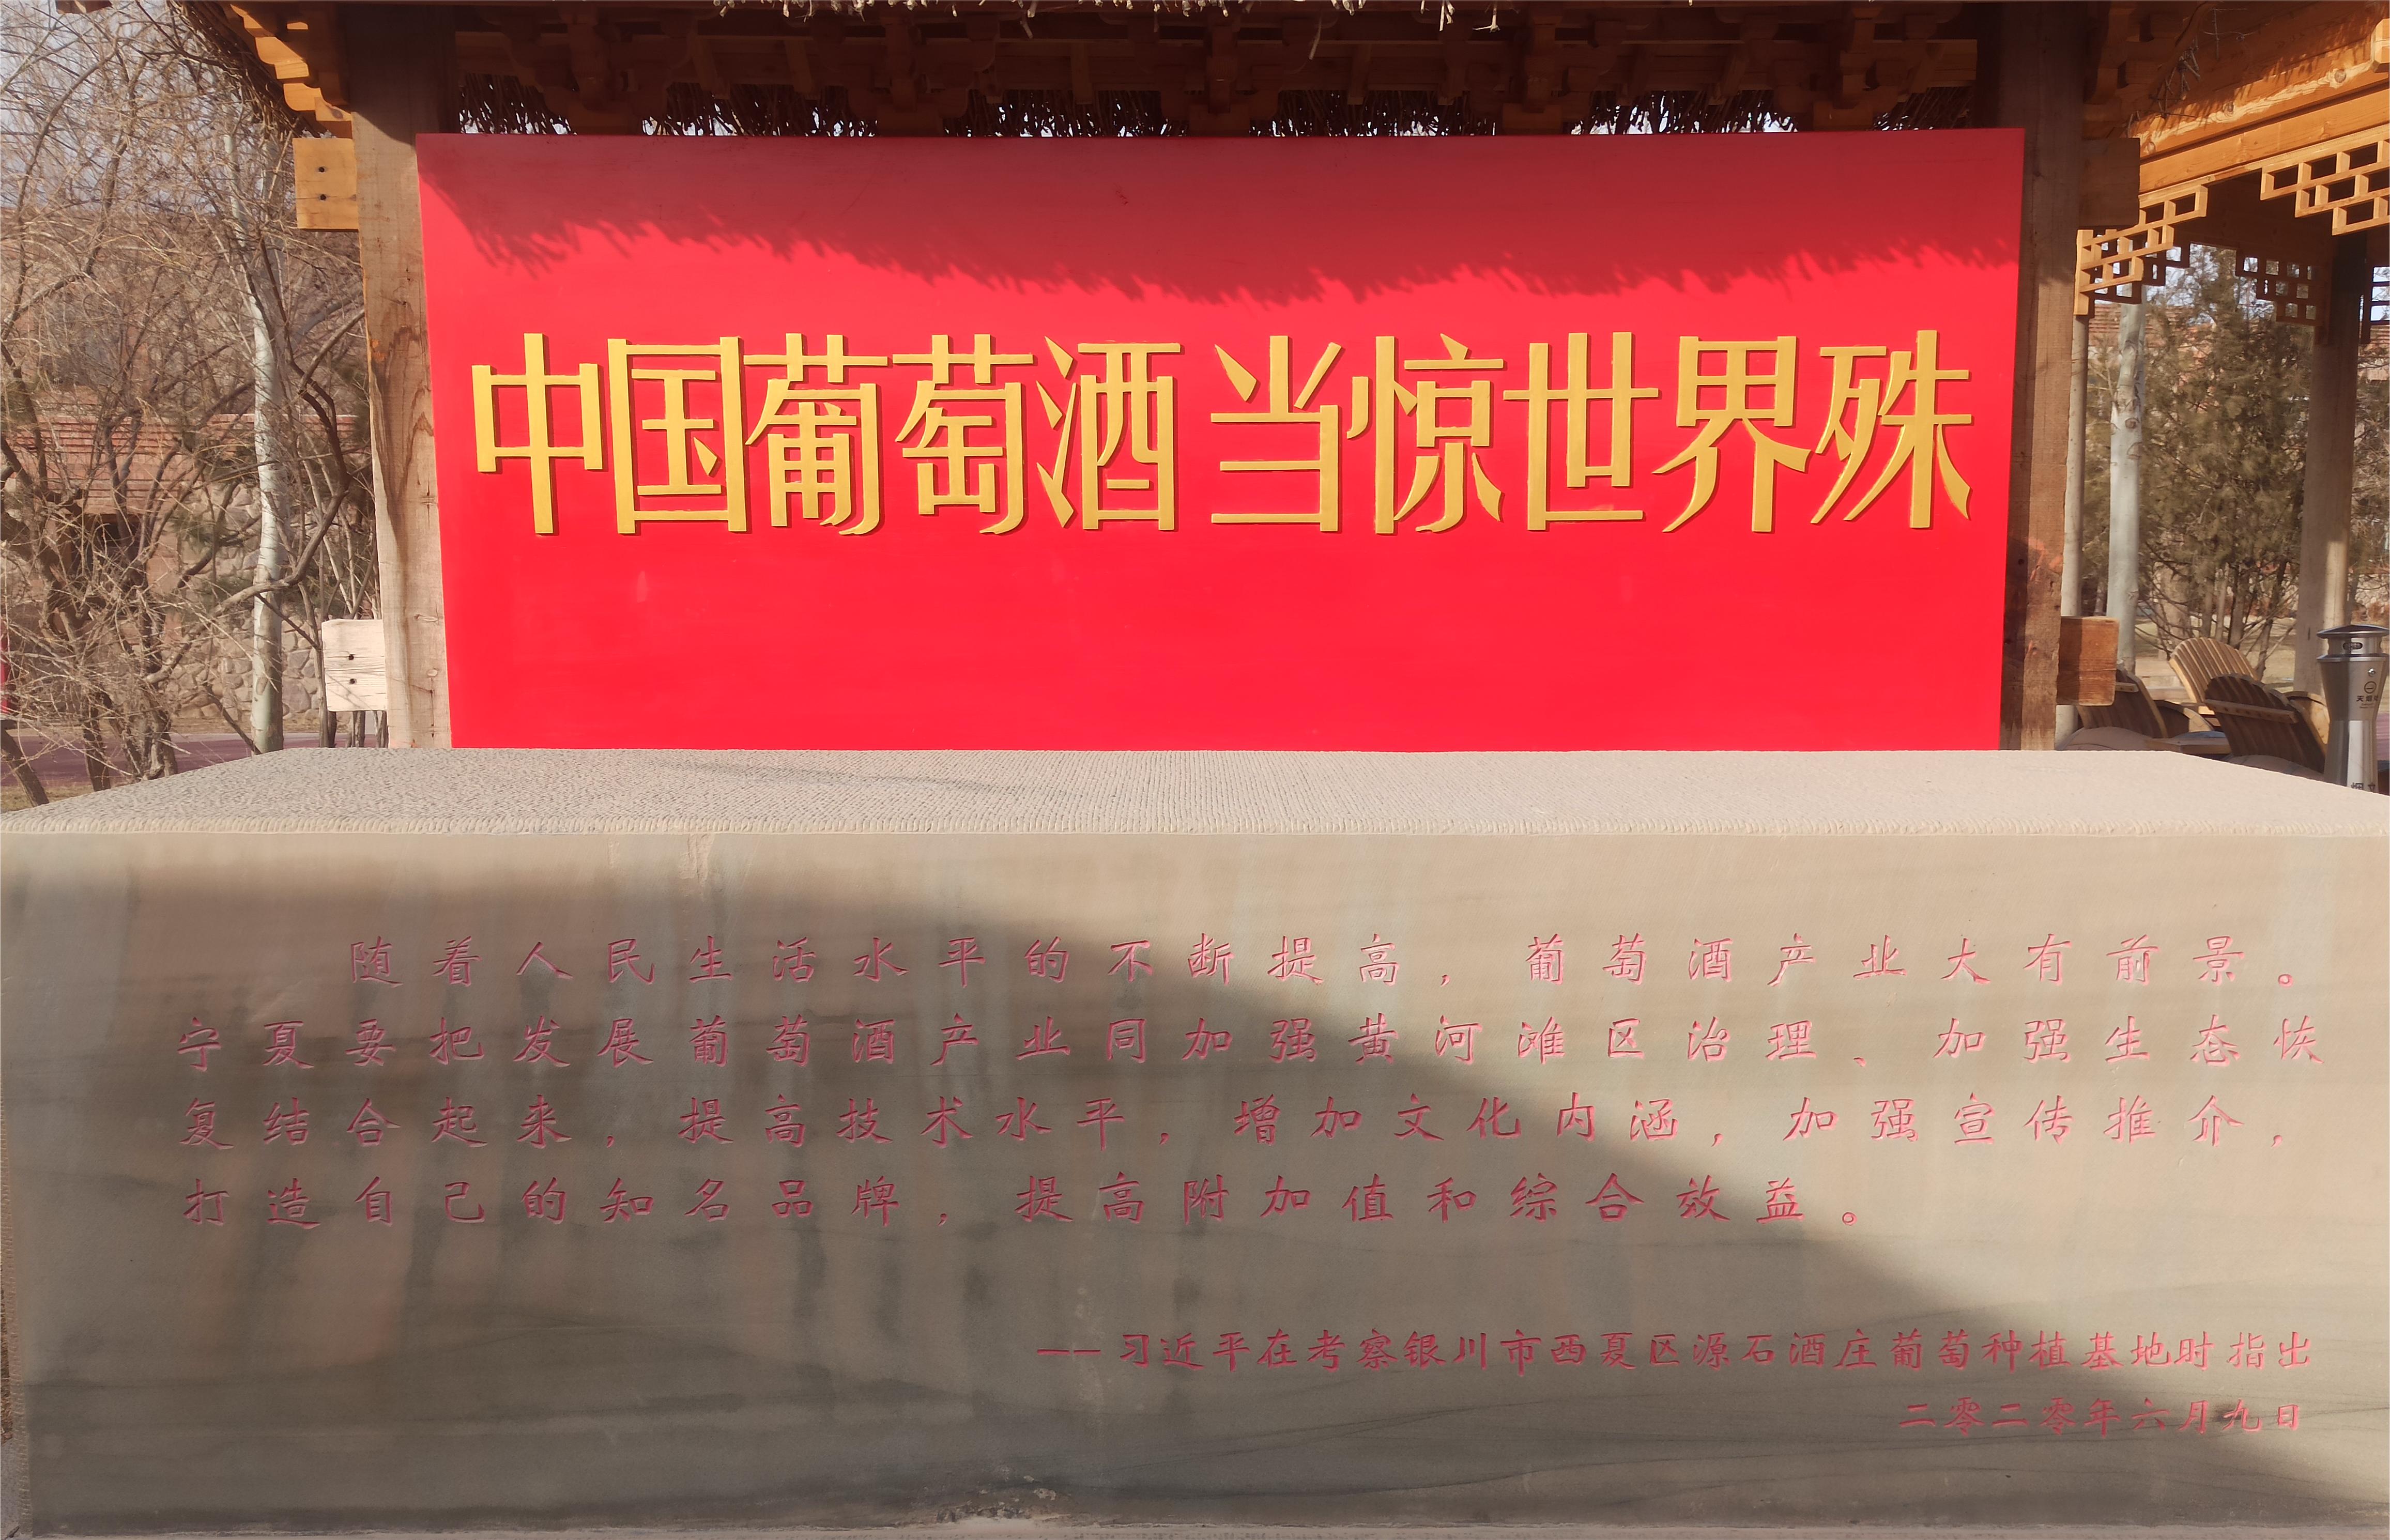 中国葡萄酒 当惊世界殊
随着人民生活水平的不断提高，葡萄酒产业大有前景。
宁夏要把发展葡萄酒产业同加强黄河滩区治理、加强生态恢
复结合起来，提高技术水平，增加文化内涵，加强宣传推介，
打造自己的知名品牌，提高附加值和综合效益。
——习近平在考察银川市西夏区源石酒庄葡萄种植基地时指出
二零二零年六月九日